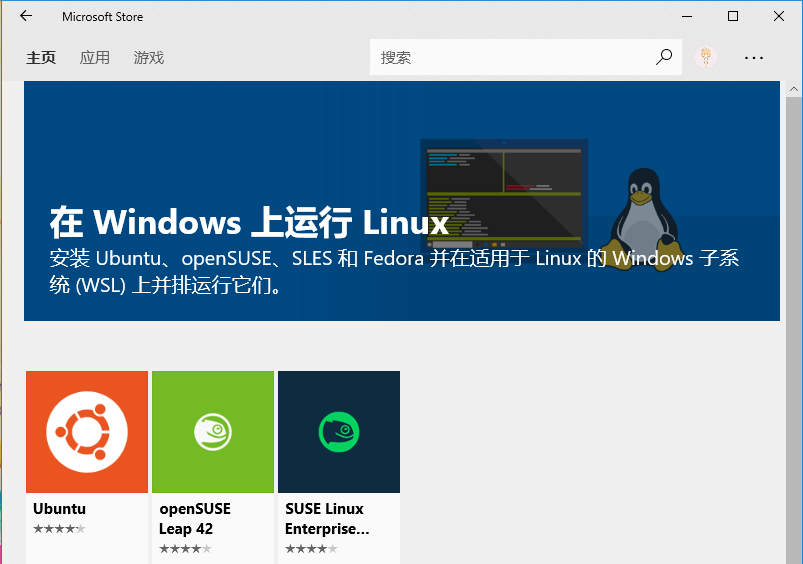 Microsoft Store
主页 应用 游戏 搜索
在 Windows 上运行 Linux
安装 Ubuntu、openSUSE、SLES 和 Fedora 并在适用于 Linux 的 Windows 子系
统 (WSL) 上并排运行它们。
Ubuntu
openSUSE
Leap 42
SUSE Linux
Enterprise...